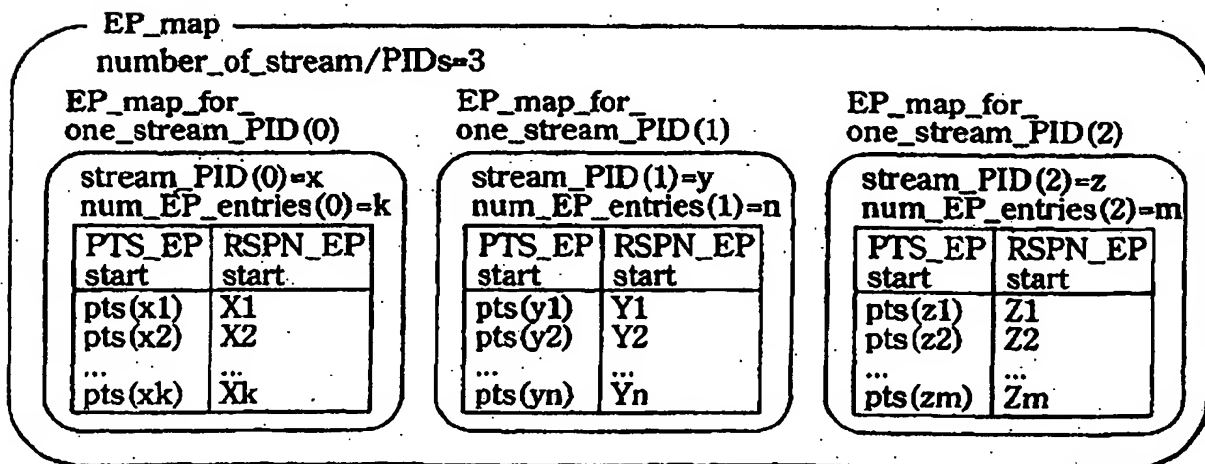 EP_map
number_of_stream/PIDs=3
EP_map_for_
one_stream_PID(0)
stream_PID(0)=x
num_EP_entries(0)=k
PTS_EP RSPN_EP
start start
pts(x1) X1
pts(x2) X2
... ...
pts(xk) Xk
EP_map_for_
one_stream_PID(1)
stream_PID(1)=y
num_EP_entries(1)=n
PTS_EP RSPN_EP
start start
pts(y1) Y1
pts(y2) Y2
... ...
pts(yn) Yn
EP_map_for_
one_stream_PID(2)
stream_PID(2)=z
num_EP_entries(2)=m
PTS_EP RSPN_EP
start start
pts(z1) Z1
pts(z2) Z2
... ...
pts(zm) Zm